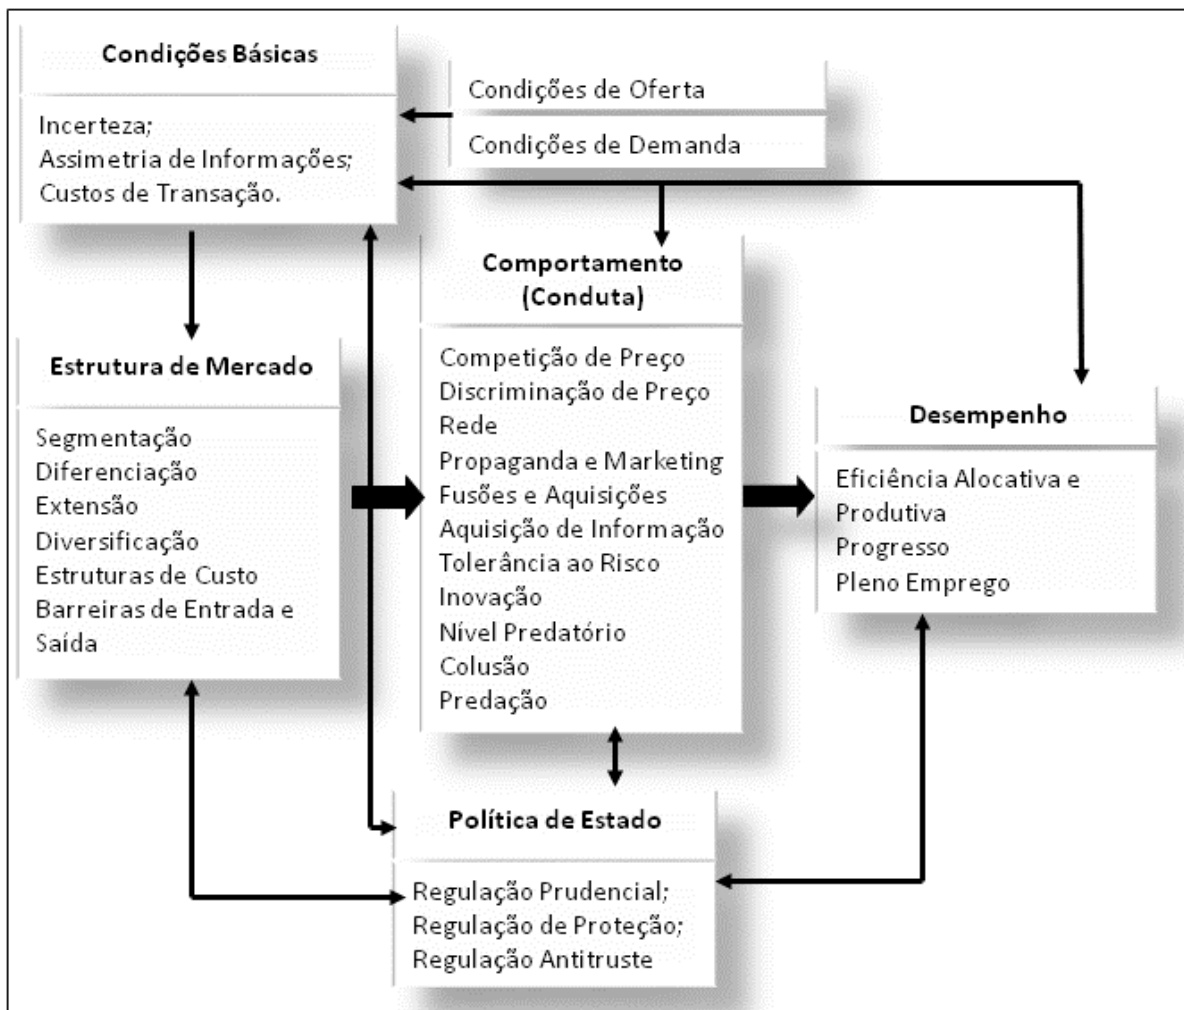 Condições Básicas
Incerteza;
Assimetria de Informações;
Custos de Transação.
Condições de Oferta
Condições de Demanda
Estrutura de Mercado
Segmentação
Diferenciação
Extensão
Diversificação
Estruturas de Custo
Barreiras de Entrada e
Saída
Comportamento
(Conduta)
Competição de Preço
Discriminação de Preço
Rede
Propaganda e Marketing
Fusões e Aquisições
Aquisição de Informação
Tolerância ao Risco
Inovação
Nível Predatório
Colusão
Predação
Desempenho
Eficiência Alocativa e
Produtiva
Progresso
Pleno Emprego
Política de Estado
Regulação Prudencial;
Regulação de Proteção;
Regulação Antitruste